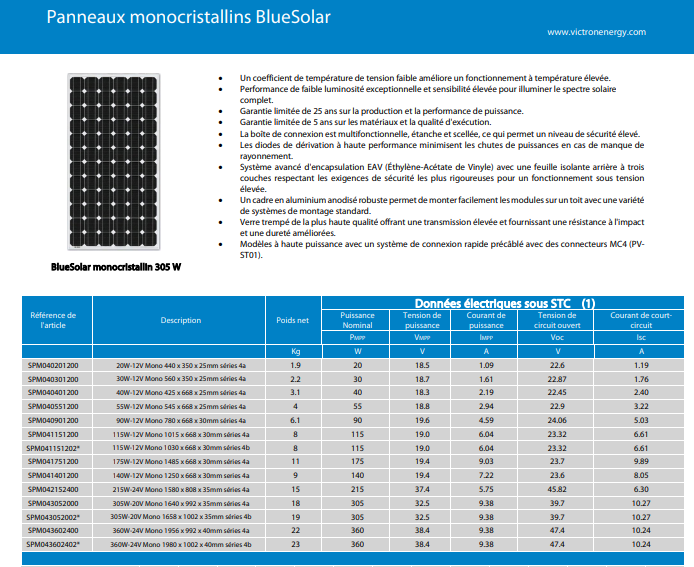 Panneaux monocristallins BlueSolar
www.victronenergy.com
• Un coefficient de température de tension faible améliore un fonctionnement à température élevée.
• Performance de faible luminosité exceptionnelle et sensibilité élevée pour illuminer le spectre solaire
complet.
• Garantie limitée de 25 ans sur la production et la performance de puissance.
• Garantie limitée de 5 ans sur les matériaux et la qualité d'exécution.
• La boîte de connexion est multifonctionnelle, étanche et scellée, ce qui permet un niveau de sécurité élevé.
• Les diodes de dérivation à haute performance minimisent les chutes de puissances en cas de manque de
rayonnement.
• Système avancé d'encapsulation EAV (Éthylène-Acétate de Vinyle) avec une feuille isolante arrière à trois
couches respectant les exigences de sécurité les plus rigoureuses pour un fonctionnement sous tension
élevée.
• Un cadre en aluminium anodisé robuste permet de monter facilement les modules sur un toit avec une variété
de systèmes de montage standard.
• Verre trempé de la plus haute qualité offrant une transmission élevée et fournissant une résistance à l'impact
et une dureté améliorées.
• Modèles à haute puissance avec un système de connexion rapide précâblé avec des connecteurs MC4 (PV-
ST01).
BlueSolar monocristallin 305 W
Données électriques sous STC (1)
Référence de l'article Description Poids net Puissance Nominal Tension de puissance Courant de puissance Tension de circuit ouvert Courant de court-circuit
PMPP VMPP IMPP Voc Isc
Kg W V A V A
SPM040201200 20W-12V Mono 440 x 350 x 25mm séries 4a 1.9 20 18.5 1.09 22.6 1.19
SPM040301200 30W-12V Mono 560 x 350 x 25mm séries 4a 2.2 30 18.7 1.61 22.87 1.76
SPM040401200 40W-12V Mono 425 x 668 x 25mm séries 4a 3.1 40 18.3 2.19 22.45 2.40
SPM040551200 55W-12V Mono 545 x 668 x 25mm séries 4a 4 55 18.8 2.94 22.9 3.22
SPM040901200 90W-12V Mono 780 x 668 x 30mm séries 4a 6.1 90 19.6 4.59 24.06 5.03
SPM041151200 115W-12V Mono 1015 x 668 x 30mm séries 4a 8 115 19.0 6.04 23.32 6.61
SPM041151202* 115W-12V Mono 1030 x 668 x 30mm séries 4b 8 115 19.0 6.04 23.32 6.61
SPM041751200 175W-12V Mono 1485 x 668 x 30mm séries 4a 11 175 19.4 9.03 23.7 9.89
SPM041401200 140W-12V Mono 1250 x 668 x 30mm séries 4a 9 140 19.4 7.22 23.6 8.05
SPM042152400 215W-24V Mono 1580 x 808 x 35mm séries 4a 15 215 37.4 5.75 45.82 6.30
SPM043052000 305W-20V Mono 1640 x 992 x 35mm séries 4a 18 305 32.5 9.38 39.7 10.27
SPM043052002* 305W-20V Mono 1658 x 1002 x 35mm séries 4b 19 305 32.5 9.38 39.7 10.27
SPM043602400 360W-24V Mono 1956 x 992 x 40mm séries 4a 22 360 38.4 9.38 47.4 10.24
SPM043602402* 360W-24V Mono 1980 x 1002 x 40mm séries 4b 23 360 38.4 9.38 47.4 10.24